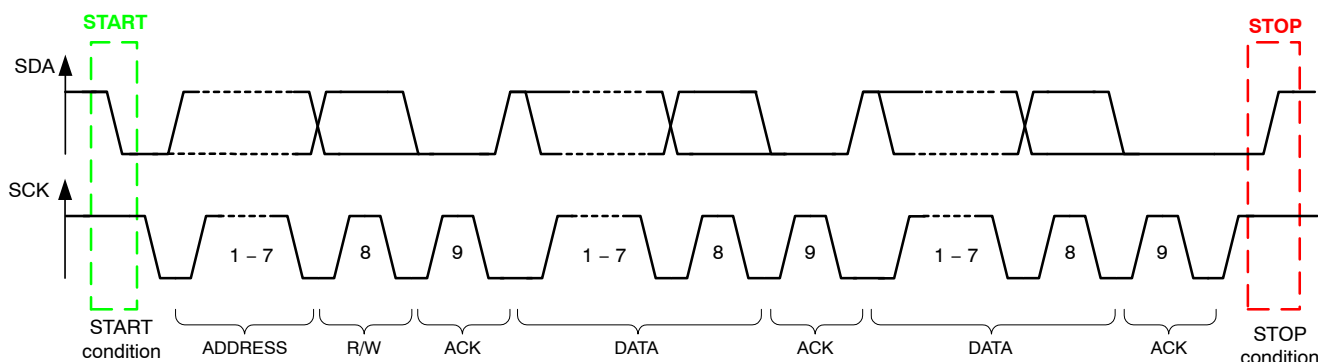 START
STOP
SDA
SCK
1 – 7
8
9
1 – 7
8
9
1 – 7
8
9
START
condition
ADDRESS
R/W
ACK
DATA
ACK
DATA
ACK
STOP
condition